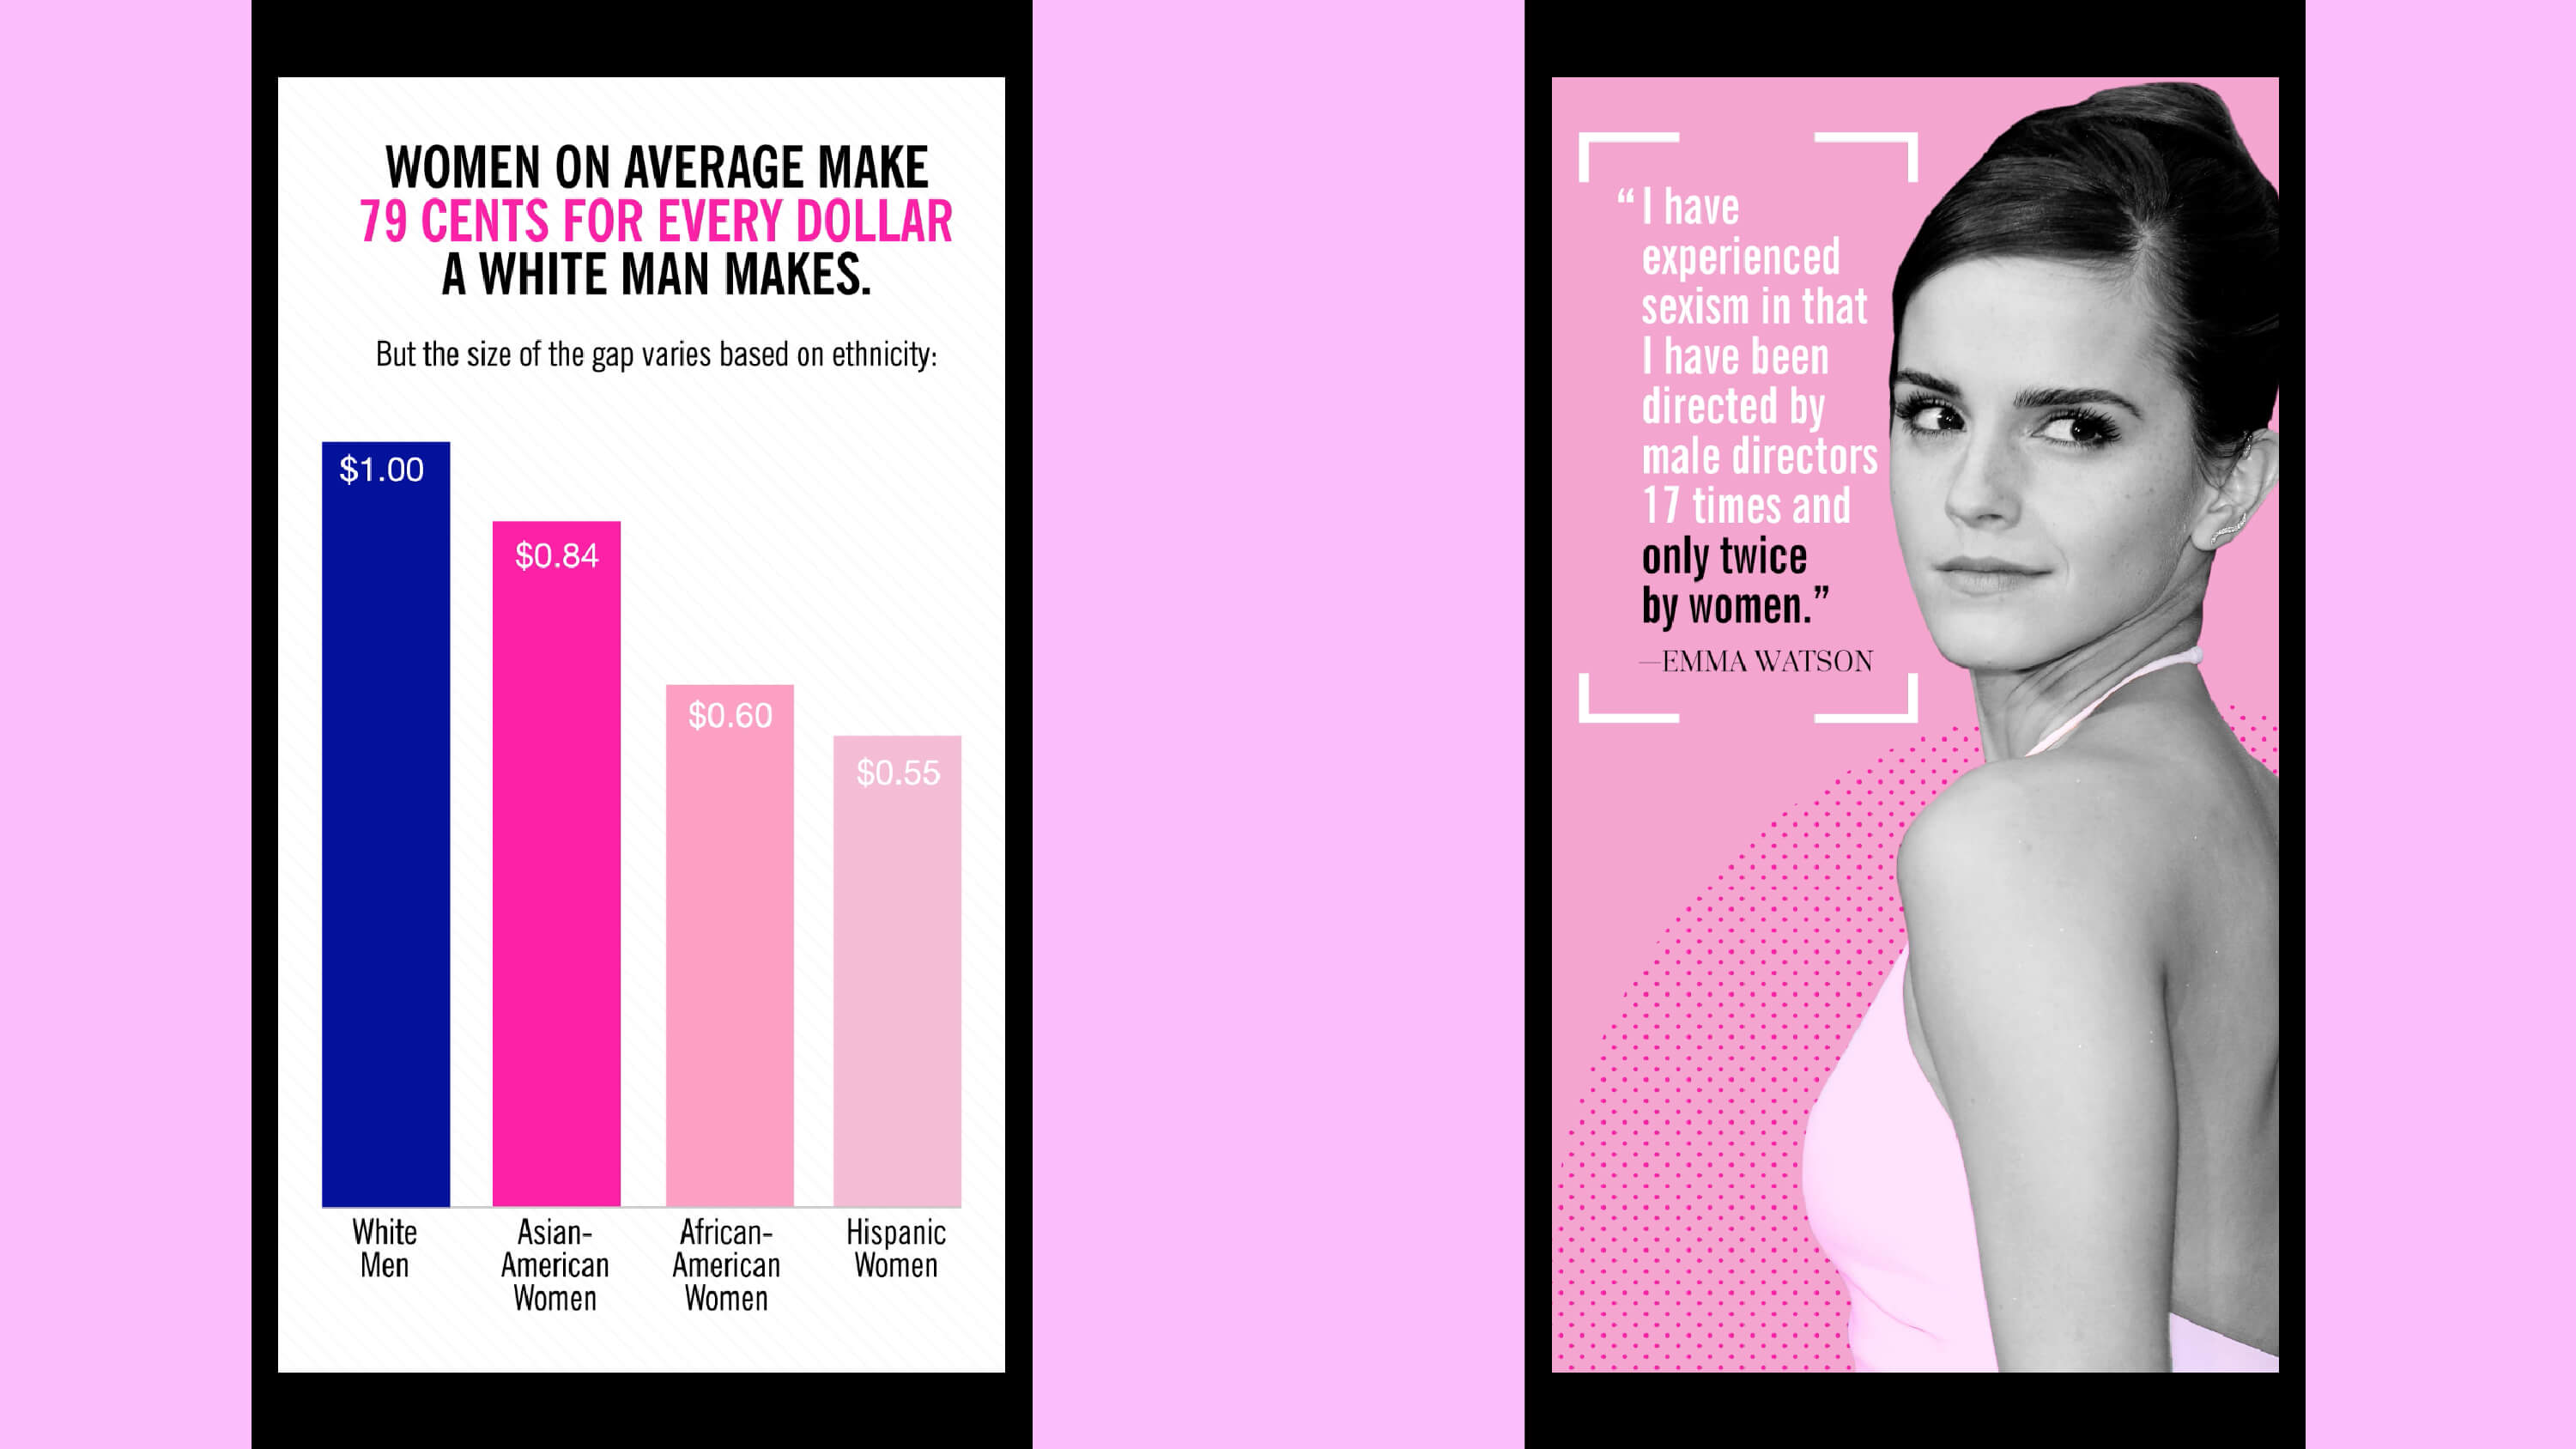 WOMEN ON AVERAGE MAKE
79 CENTS FOR EVERY DOLLAR
A WHITE MAN MAKES.
But the size of the gap varies based on ethnicity:
$1.00
$0.84
$0.60
$0.55
White
Men
Asian-
American
Women
African-
American
Women
Hispanic
Women
“I have
experienced
sexism in that
I have been
directed by
male directors
17 times and
only twice
by women.”
—EMMA WATSON